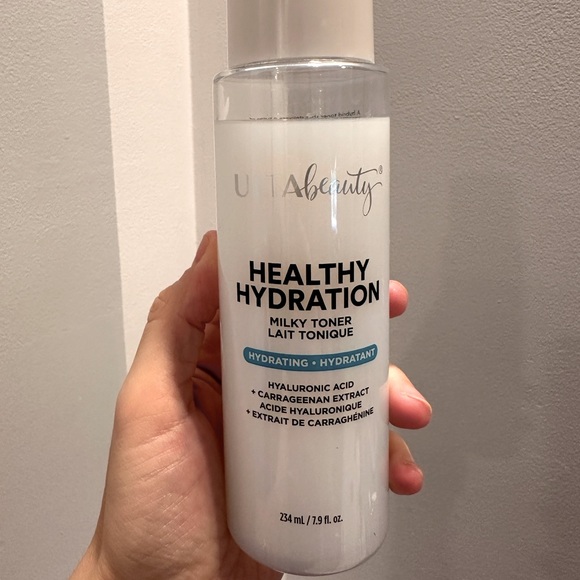 beauty®
HEALTHY
HYDRATION
MILKY TONER
LAIT TONIQUE
HYDRATING • HYDRATANT
HYALURONIC ACID
+ CARRAGEENAN EXTRACT
ACIDE HYALURONIQUE
+ EXTRAIT DE CARRAGHÉNINE
234 mL / 7.9 fl. oz.